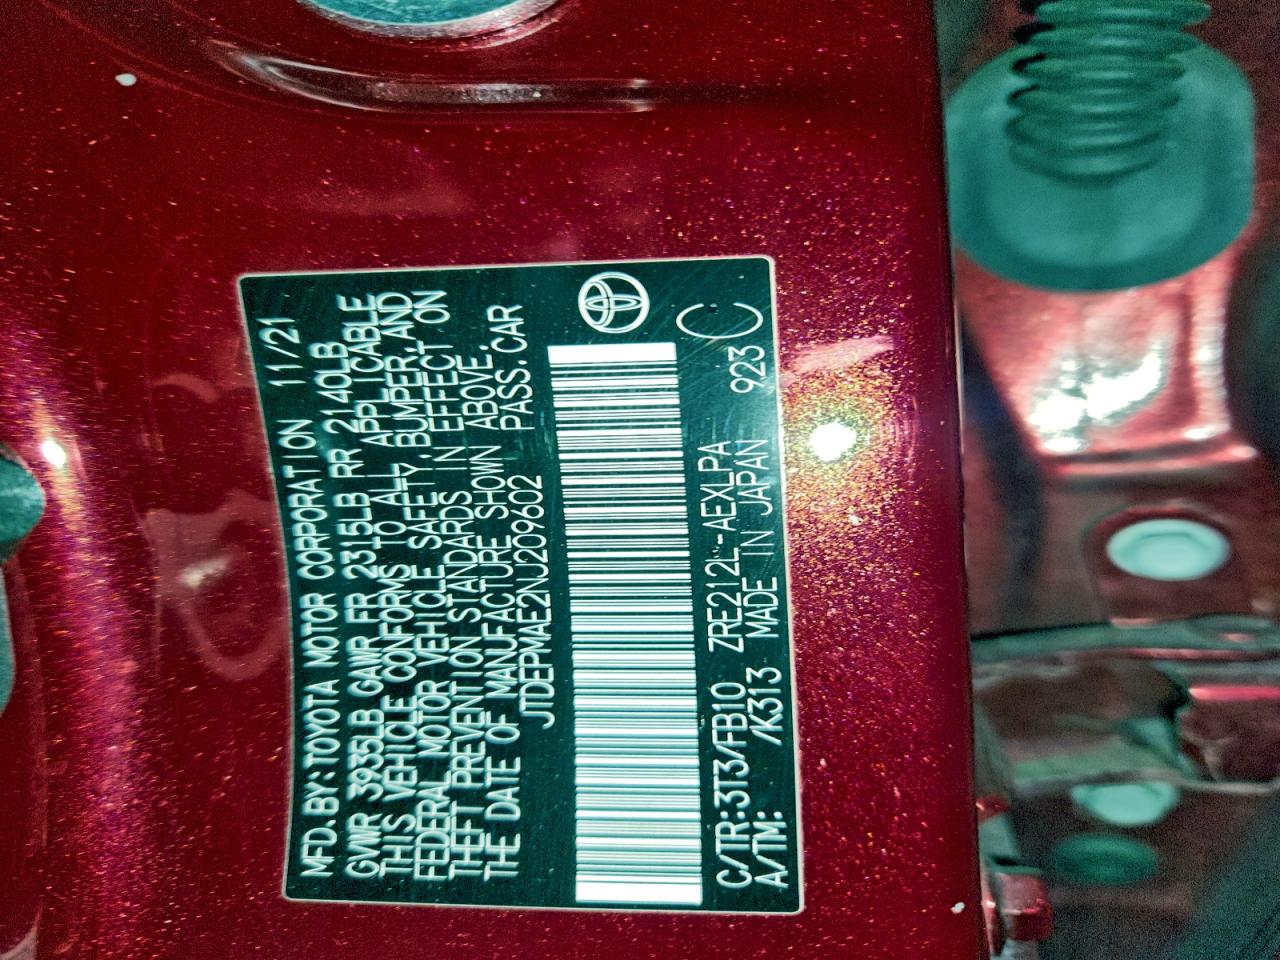 MFD.BY:TOYOTA MOTOR CORPORATION 11/21
GVWR 3935LB GAWR FR 2315LB RR 2140LB
THIS VEHICLE CONFORMS TO ALL APPLICABLE
FEDERAL MOTOR VEHICLE SAFETY,BUMPER,AND
THEFT PREVENTION STANDARDS IN EFFECT ON
THE DATE OF MANUFACTURE SHOWN ABOVE.
JTDEPMAE2NJ209602 PASS.CAR
C/TR:3T3/FB10 ZRE212L-AEXLPA C
A/TM: /K313 MADE IN JAPAN 923